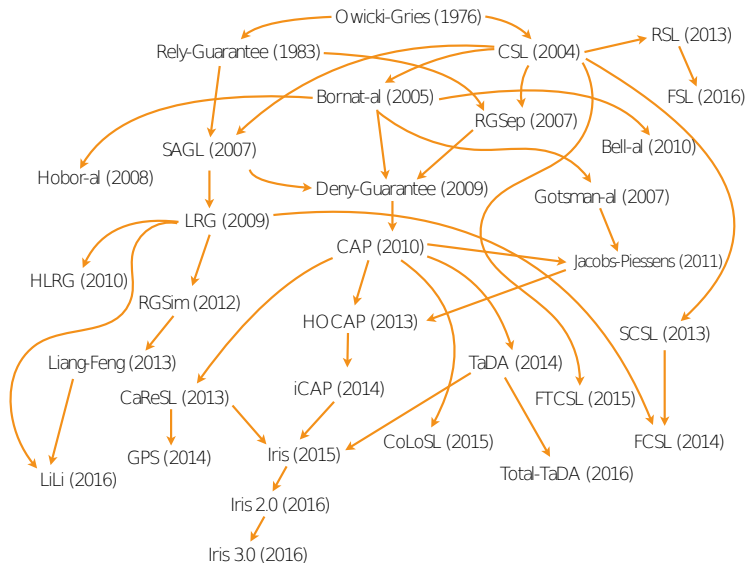 Owicki-Gries (1976)
RSL (2013)
Rely-Guarantee (1983)
CSL (2004)
Bornat-al (2005)
FSL (2016)
RGSep (2007)
SAGL (2007)
Bell-al (2010)
Hobor-al (2008)
Deny-Guarantee (2009)
Gotsman-al (2007)
LRG (2009)
CAP (2010)
Jacobs-Piessens (2011)
HLRG (2010)
RGSim (2012)
HOCAP (2013)
SCSL (2013)
Liang-Feng (2013)
TaDA (2014)
CaReSL (2013)
iCAP (2014)
FTCSL (2015)
GPS (2014)
Iris (2015)
CoLoSL (2015)
FCSL (2014)
LiLi (2016)
Total-TaDA (2016)
Iris 2.0 (2016)
Iris 3.0 (2016)